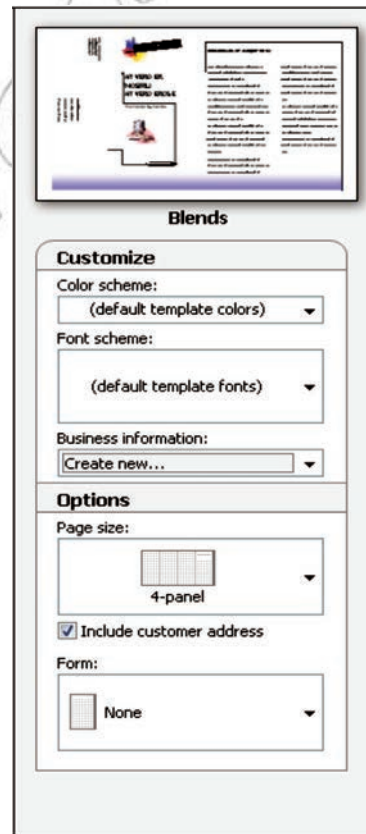 Blends
Customize
Color scheme:
(default template colors)
Font scheme:
(default template fonts)
Business information:
Create new...
Options
Page size:
4-panel
Include customer address
Form:
None